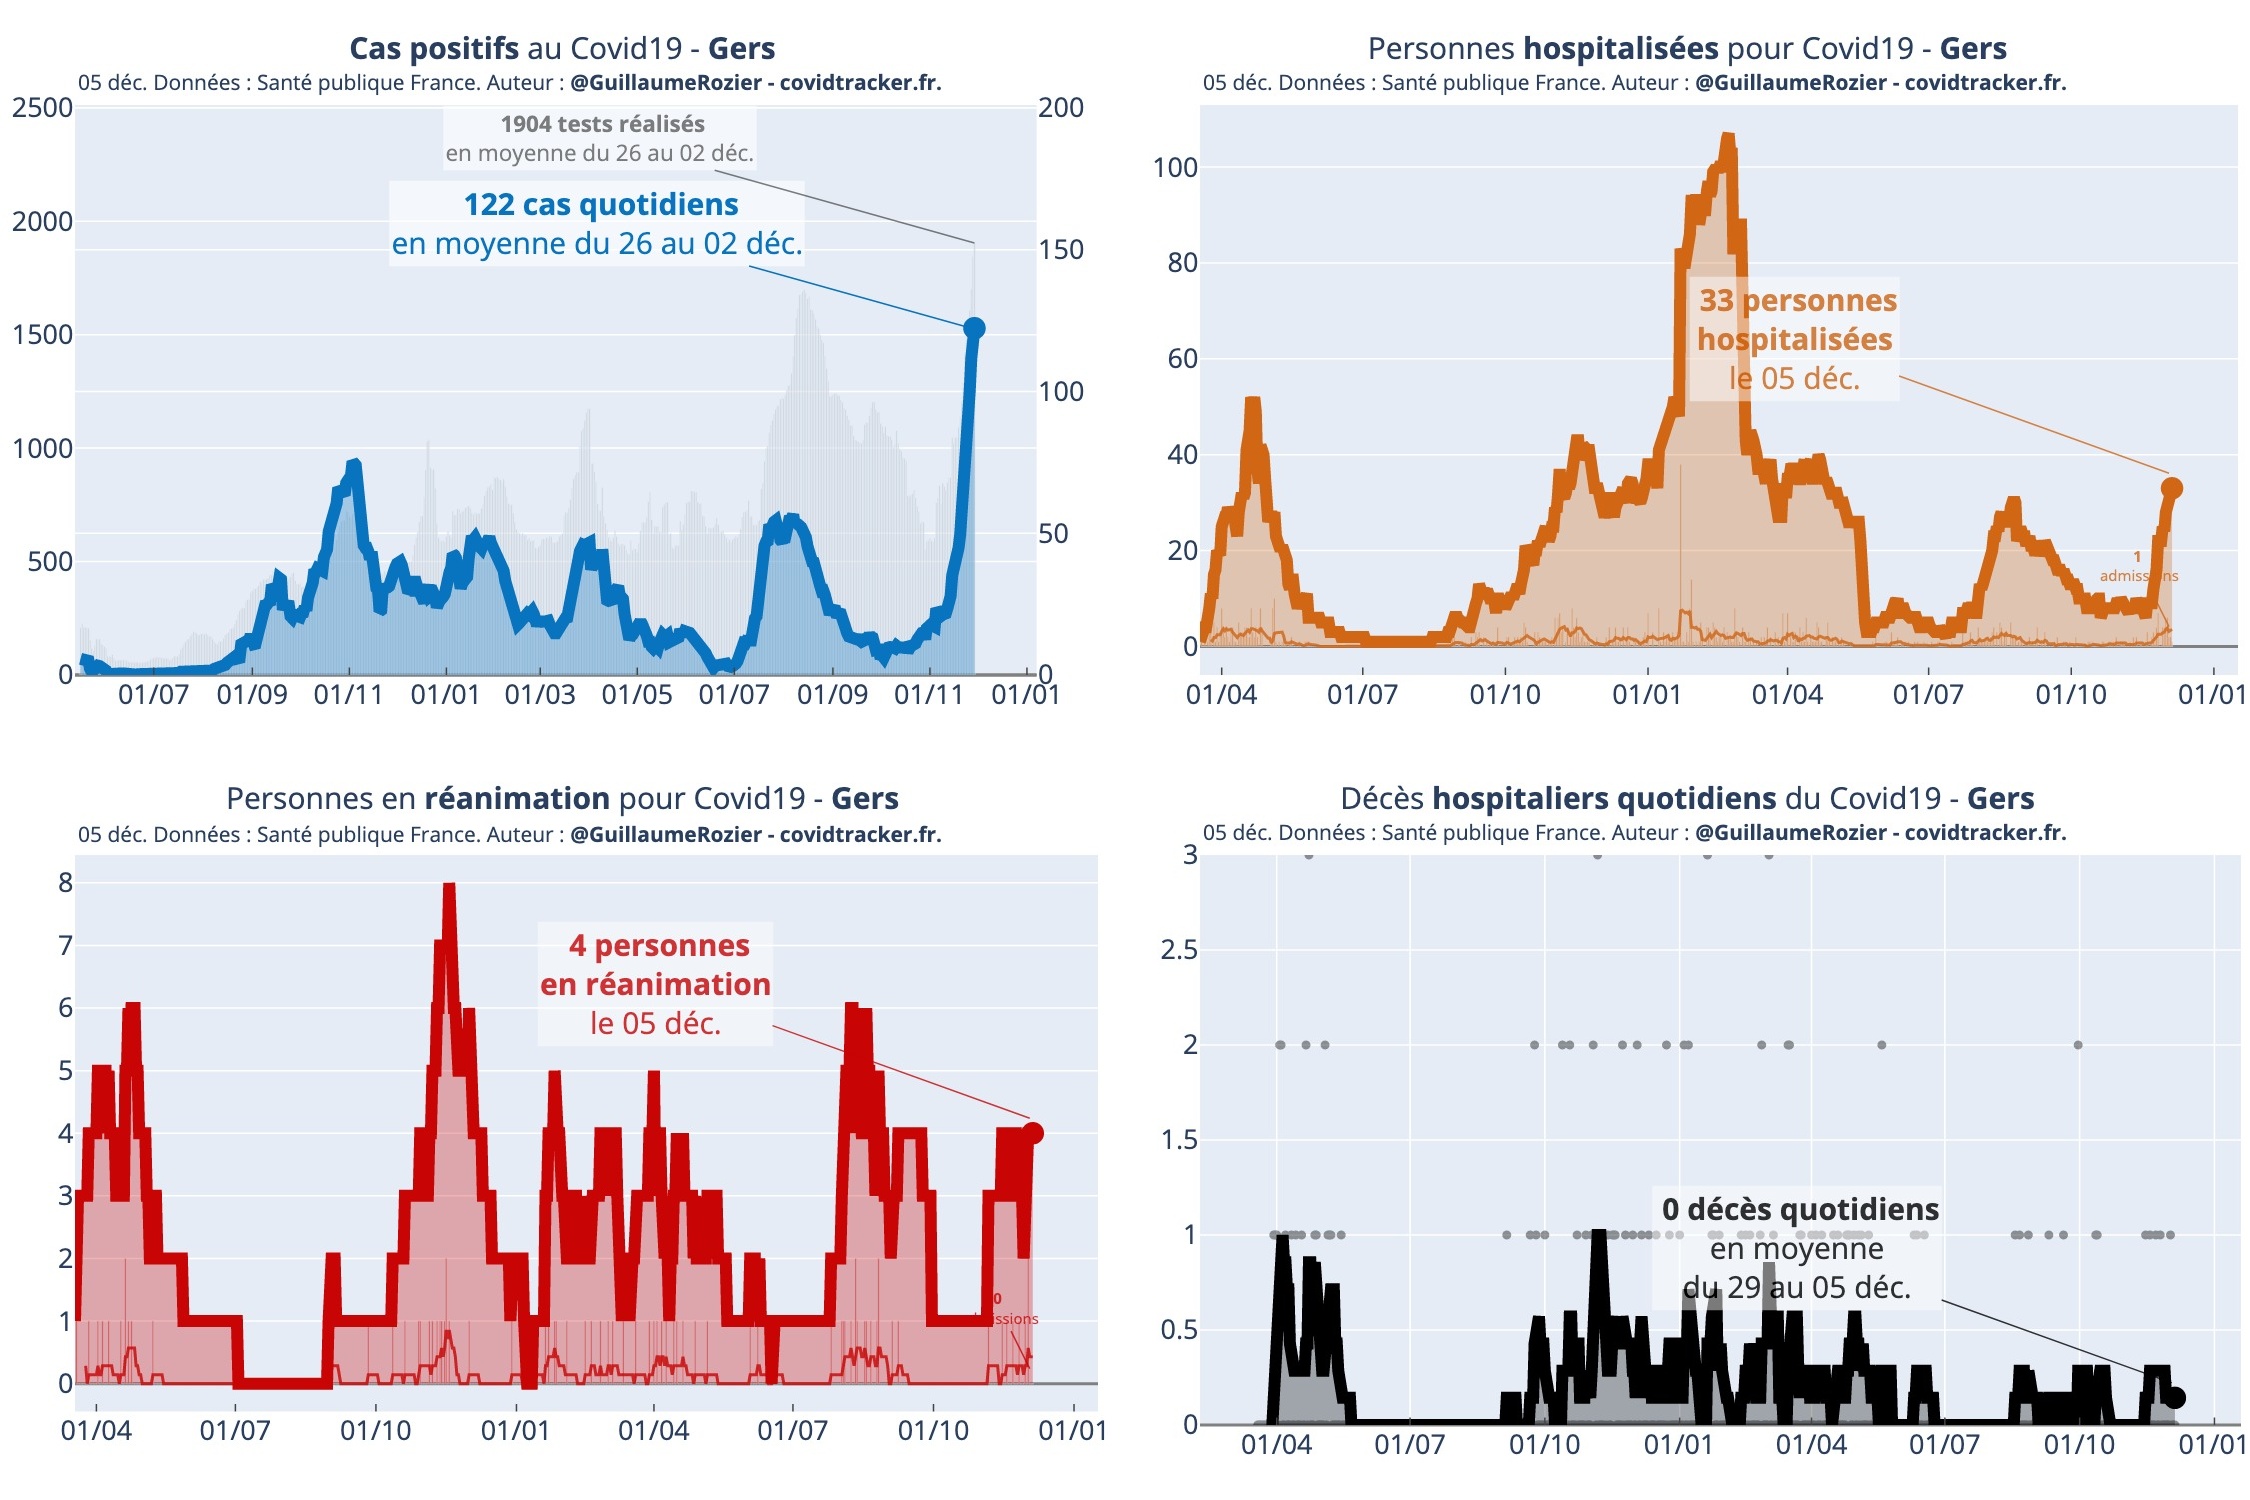 Cas positifs au Covid19 - Gers
05 déc. Données : Santé publique France. Auteur : @GuillaumeRozier - covidtracker.fr.
2500
2000
1500
1000
500
0
200
150
100
50
0
1904 tests réalisés
en moyenne du 26 au 02 déc.
122 cas quotidiens
en moyenne du 26 au 02 déc.
01/07 01/09 01/11 01/01 01/03 01/05 01/07 01/09 01/11 01/01
Personnes hospitalisées pour Covid19 - Gers
05 déc. Données : Santé publique France. Auteur : @GuillaumeRozier - covidtracker.fr.
100
80
60
40
20
0
33 personnes
hospitalisées
le 05 déc.
1
admissions
01/04 01/07 01/10 01/01 01/04 01/07 01/10 01/01
Personnes en réanimation pour Covid19 - Gers
05 déc. Données : Santé publique France. Auteur : @GuillaumeRozier - covidtracker.fr.
8
7
6
5
4
3
2
1
0
4 personnes
en réanimation
le 05 déc.
0
01/04 01/07 01/10 01/01 01/04 01/07 01/10 01/01
Décès hospitaliers quotidiens du Covid19 - Gers
05 déc. Données : Santé publique France. Auteur : @GuillaumeRozier - covidtracker.fr.
3
2.5
2
1.5
1
0.5
0
0 décès quotidiens
en moyenne
du 29 au 05 déc.
01/04 01/07 01/10 01/01 01/04 01/07 01/10 01/01